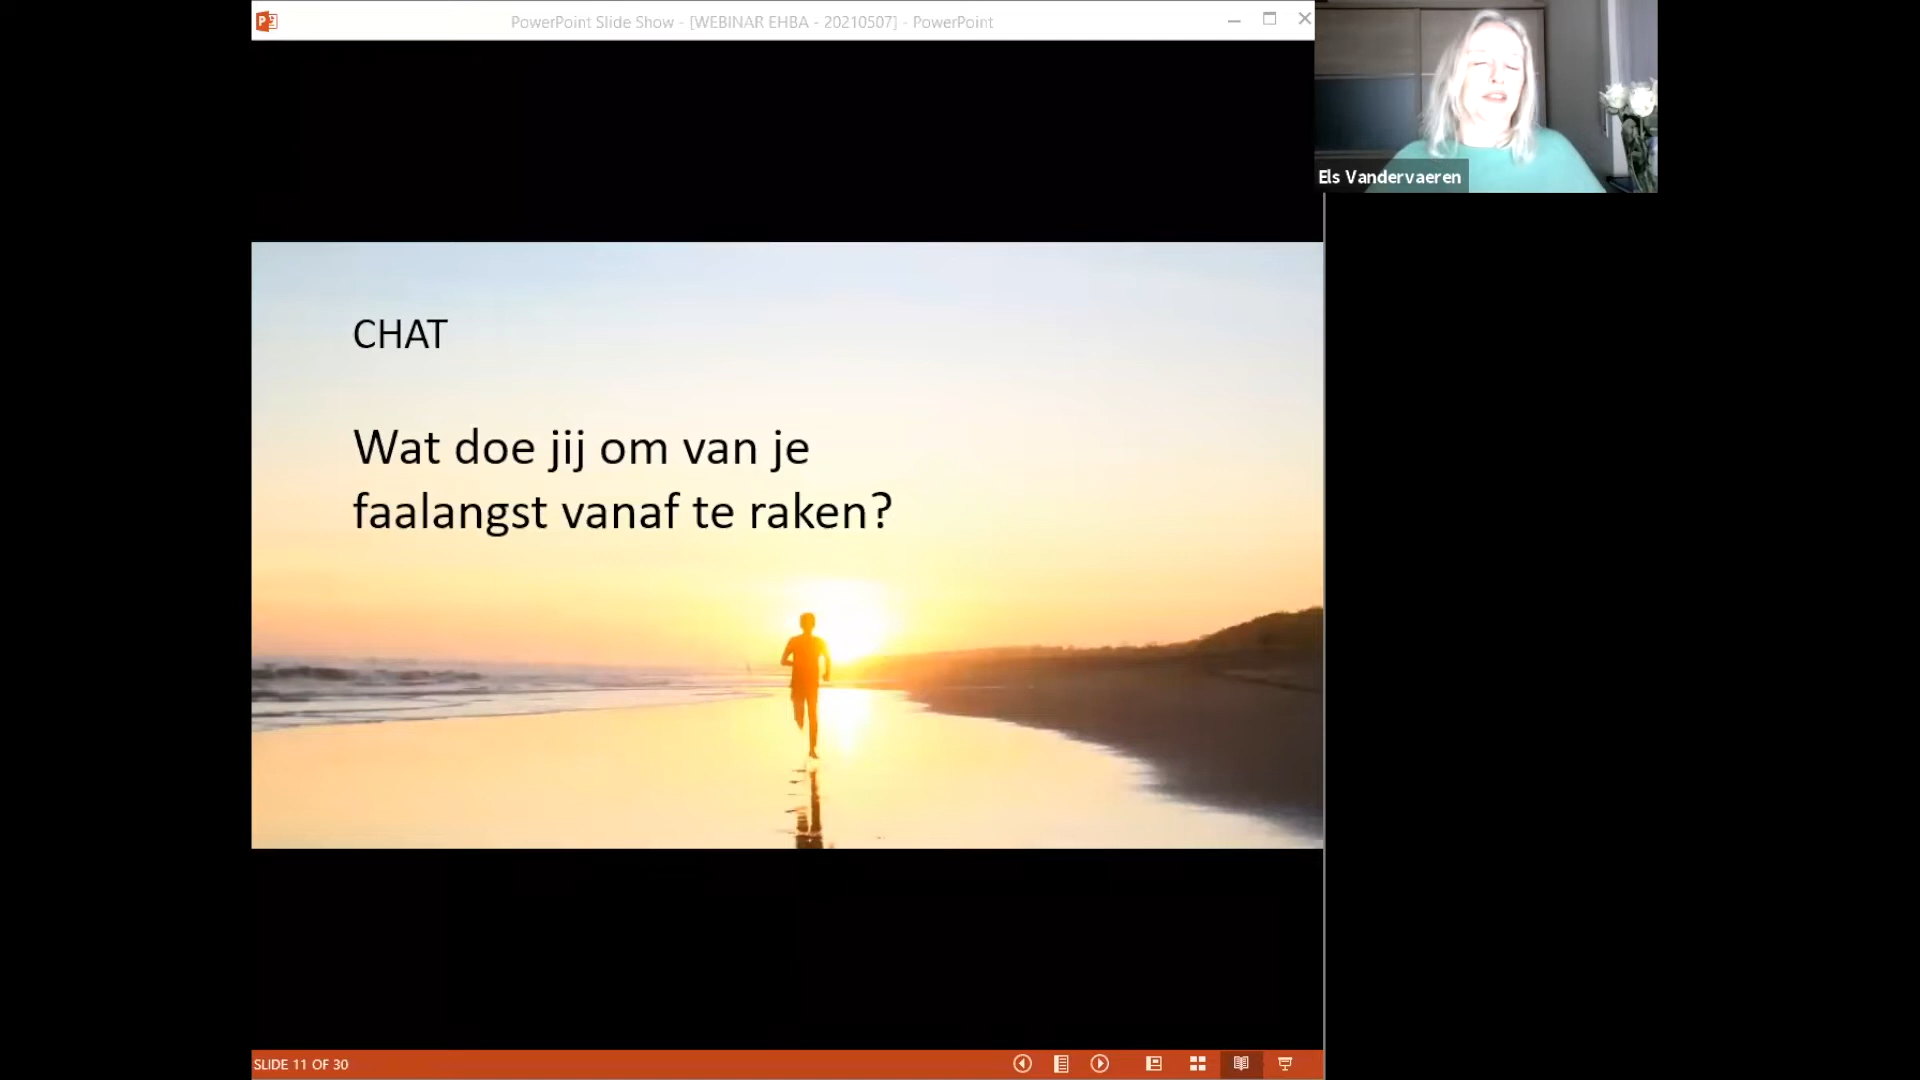 PowerPoint Slide Show - [WEBINAR EHBA - 20210507] - PowerPoint
Els Vandervaeren
CHAT
Wat doe jij om van je
faalangst vanaf te raken?
SLIDE 11 OF 30